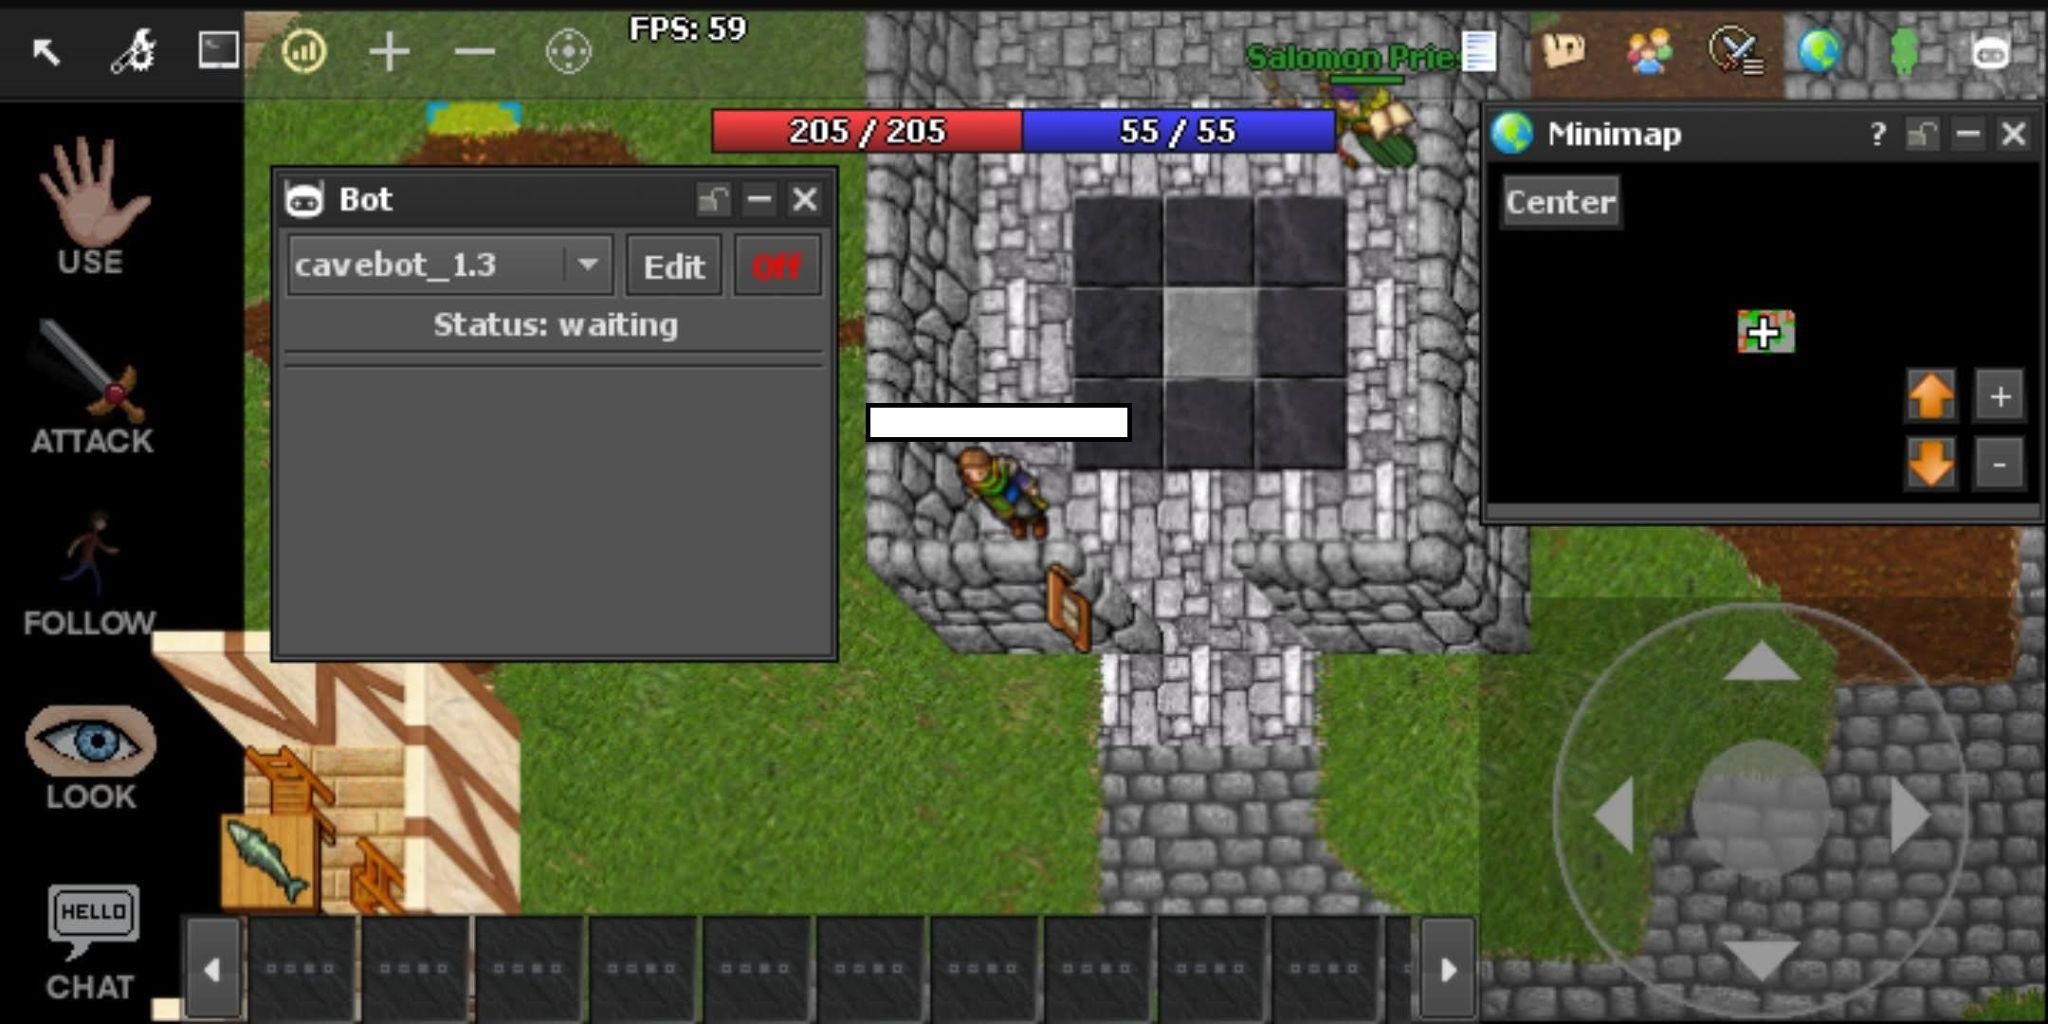 FPS: 59
Salomon Prie
205 / 205
55 / 55
Minimap
?
Center
+
-
Bot
cavebot_1.3
Edit
Off
Status: waiting
USE
ATTACK
FOLLOW
LOOK
HELLO
CHAT